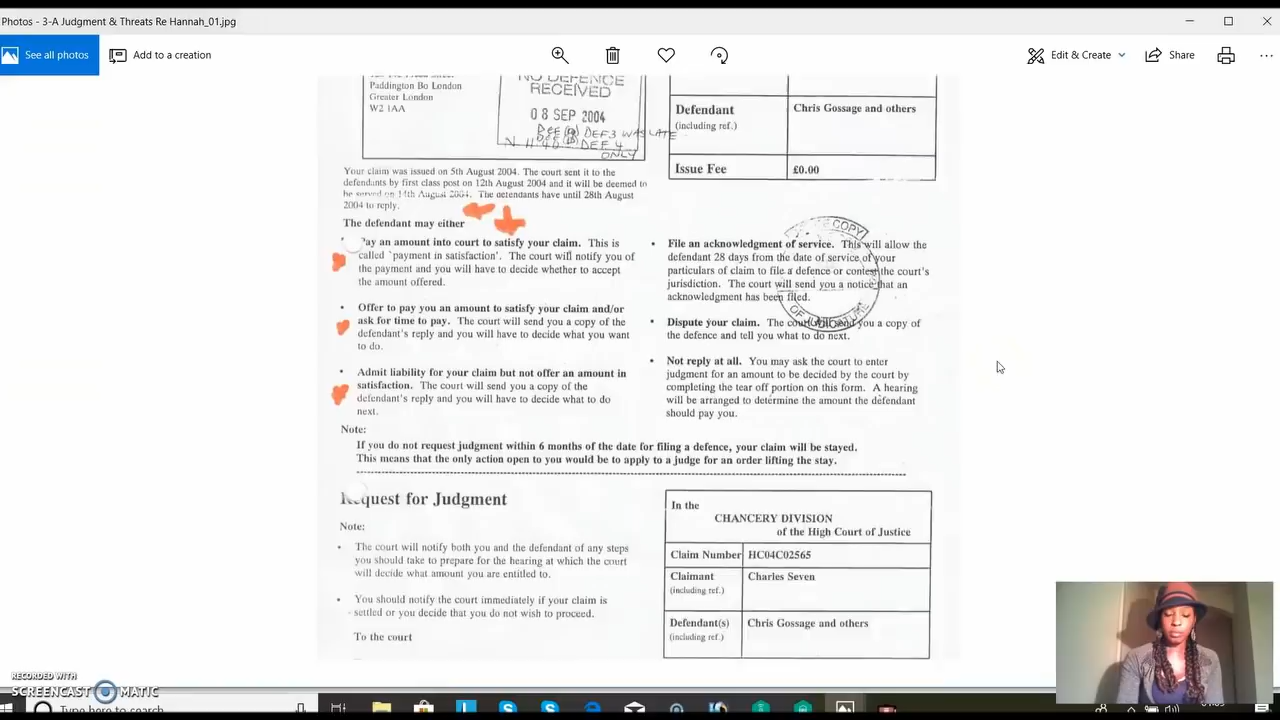 Photos - 3-A Judgment & Threats Re Hannah_01.jpg
See all photos
Add to a creation
Edit & Create
Share
Paddington Bo London
Greater London
W2 1AA
NO DEFENCE
RECEIVED
08 SEP 2004
DEF 3 WAS LATE
DEF 4
ONLY
Defendant
(including ref.)
Chris Gossage and others
Issue Fee
£0.00
Your claim was issued on 5th August 2004. The court sent it to the
defendants by first class post on 12th August 2004 and it will be deemed to
be served on 14th August 2004. The defendants have until 28th August
2004 to reply.
The defendant may either
Pay an amount into court to satisfy your claim. This is
called 'payment in satisfaction'. The court will notify you of
the payment and you will have to decide whether to accept
the amount offered.
• Offer to pay you an amount to satisfy your claim and/or
ask for time to pay. The court will send you a copy of the
defendant's reply and you will have to decide what you want
to do.
• Admit liability for your claim but not offer an amount in
satisfaction. The court will send you a copy of the
defendant's reply and you will have to decide what to do
next.
• File an acknowledgment of service. This will allow the
defendant 28 days from the date of service of your
particulars of claim to file a defence or contest the court's
jurisdiction. The court will send you a notice that an
acknowledgment has been filed.
• Dispute your claim. The court will send you a copy of
the defence and tell you what to do next.
• Not reply at all. You may ask the court to enter
judgment for an amount to be decided by the court by
completing the tear off portion on this form. A hearing
will be arranged to determine the amount the defendant
should pay you.
COPY
OF JUDICATURE
Note:
If you do not request judgment within 6 months of the date for filing a defence, your claim will be stayed.
This means that the only action open to you would be to apply to a judge for an order lifting the stay.
Request for Judgment
Note:
• The court will notify both you and the defendant of any steps
you should take to prepare for the hearing at which the court
will decide what amount you are entitled to.
• You should notify the court immediately if your claim is
settled or you decide that you do not wish to proceed.
To the court
In the
CHANCERY DIVISION
of the High Court of Justice
Claim Number
HC04C02565
Claimant
(including ref.)
Charles Seven
Defendant(s)
(including ref.)
Chris Gossage and others
RECORDED WITH
SCREENCAST MATIC
Type here to search